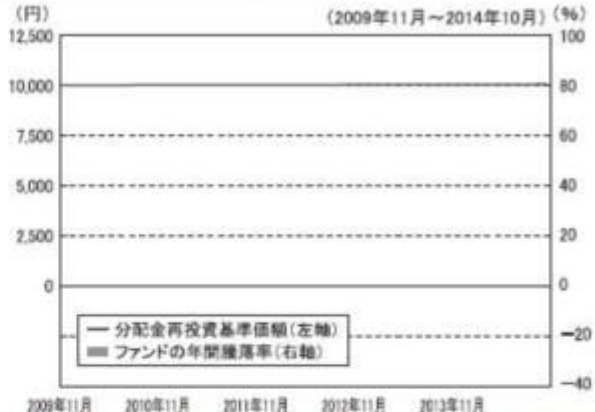 (円) (2009年11月～2014年10月) (%)
12,500 100
10,000 80
7,500 60
5,000 40
2,500 20
0 0
━ 分配金再投資基準価額(左軸)
ファンドの年間騰落率(右軸)
−20
−40
2009年11月 2010年11月 2011年11月 2012年11月 2013年11月